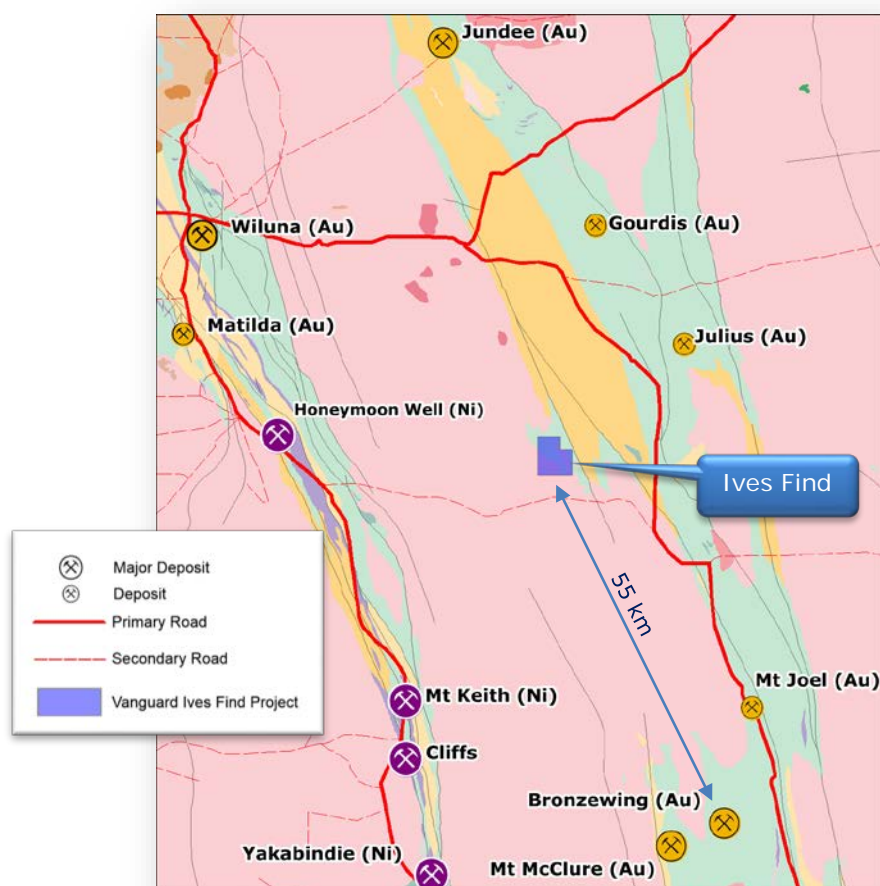 Jundee (Au)
Wiluna (Au)
Gourdis (Au)
Matilda (Au)
Julius (Au)
Honeymoon Well (Ni)
Ives Find
Major Deposit
Deposit
Primary Road
Secondary Road
Vanguard Ives Find Project
55 km
Mt Keith (Ni)
Mt Joel (Au)
Cliffs
Bronzewing (Au)
Yakabindie (Ni)
Mt McClure (Au)